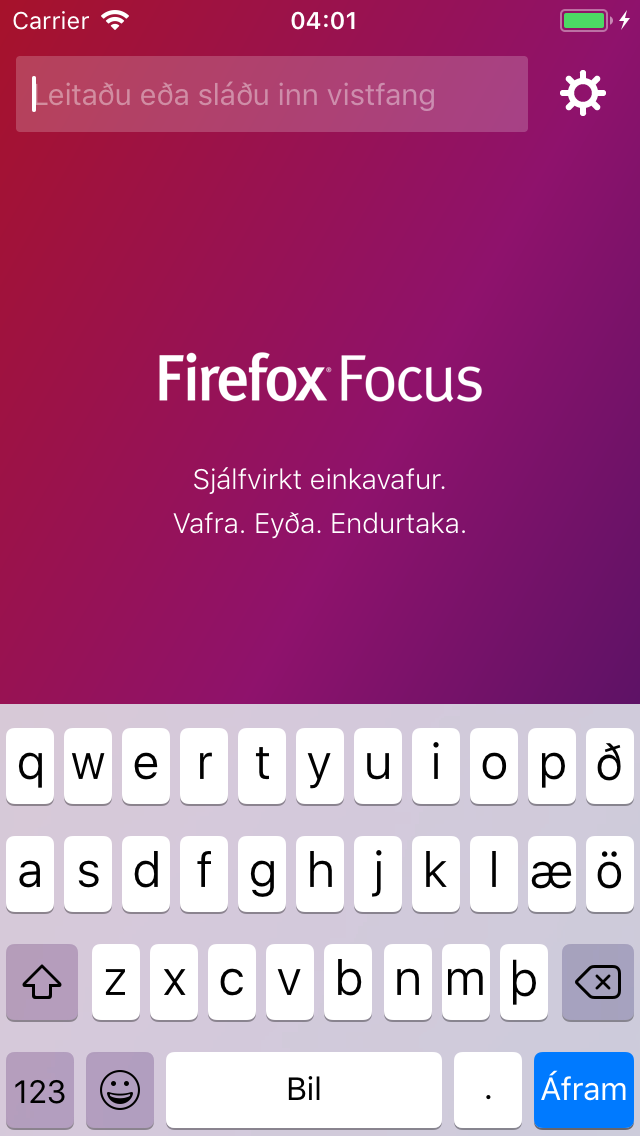 Carrier 04:01
Leitaðu eða sláðu inn vistfang
Firefox® Focus
Sjálfvirkt einkavafur.
Vafra. Eyða. Endurtaka.
q w e r t y u i o p ð
a s d f g h j k l æ ö
z x c v b n m þ
123 Bil . Áfram